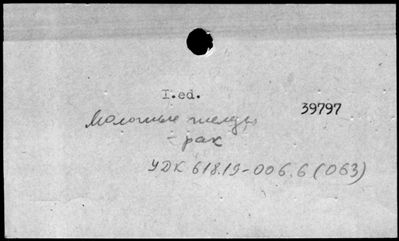 I.ed.
39797
Молочные железы
- рак
УДК 618.19-006.6(063)